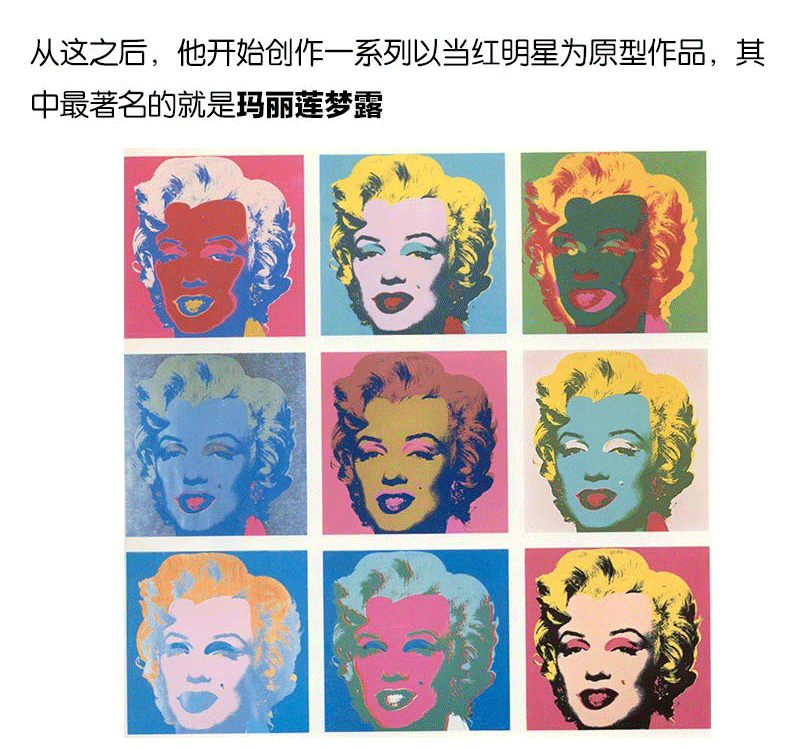 从这之后，他开始创作一系列以当红明星为原型作品，其
中最著名的就是玛丽莲梦露